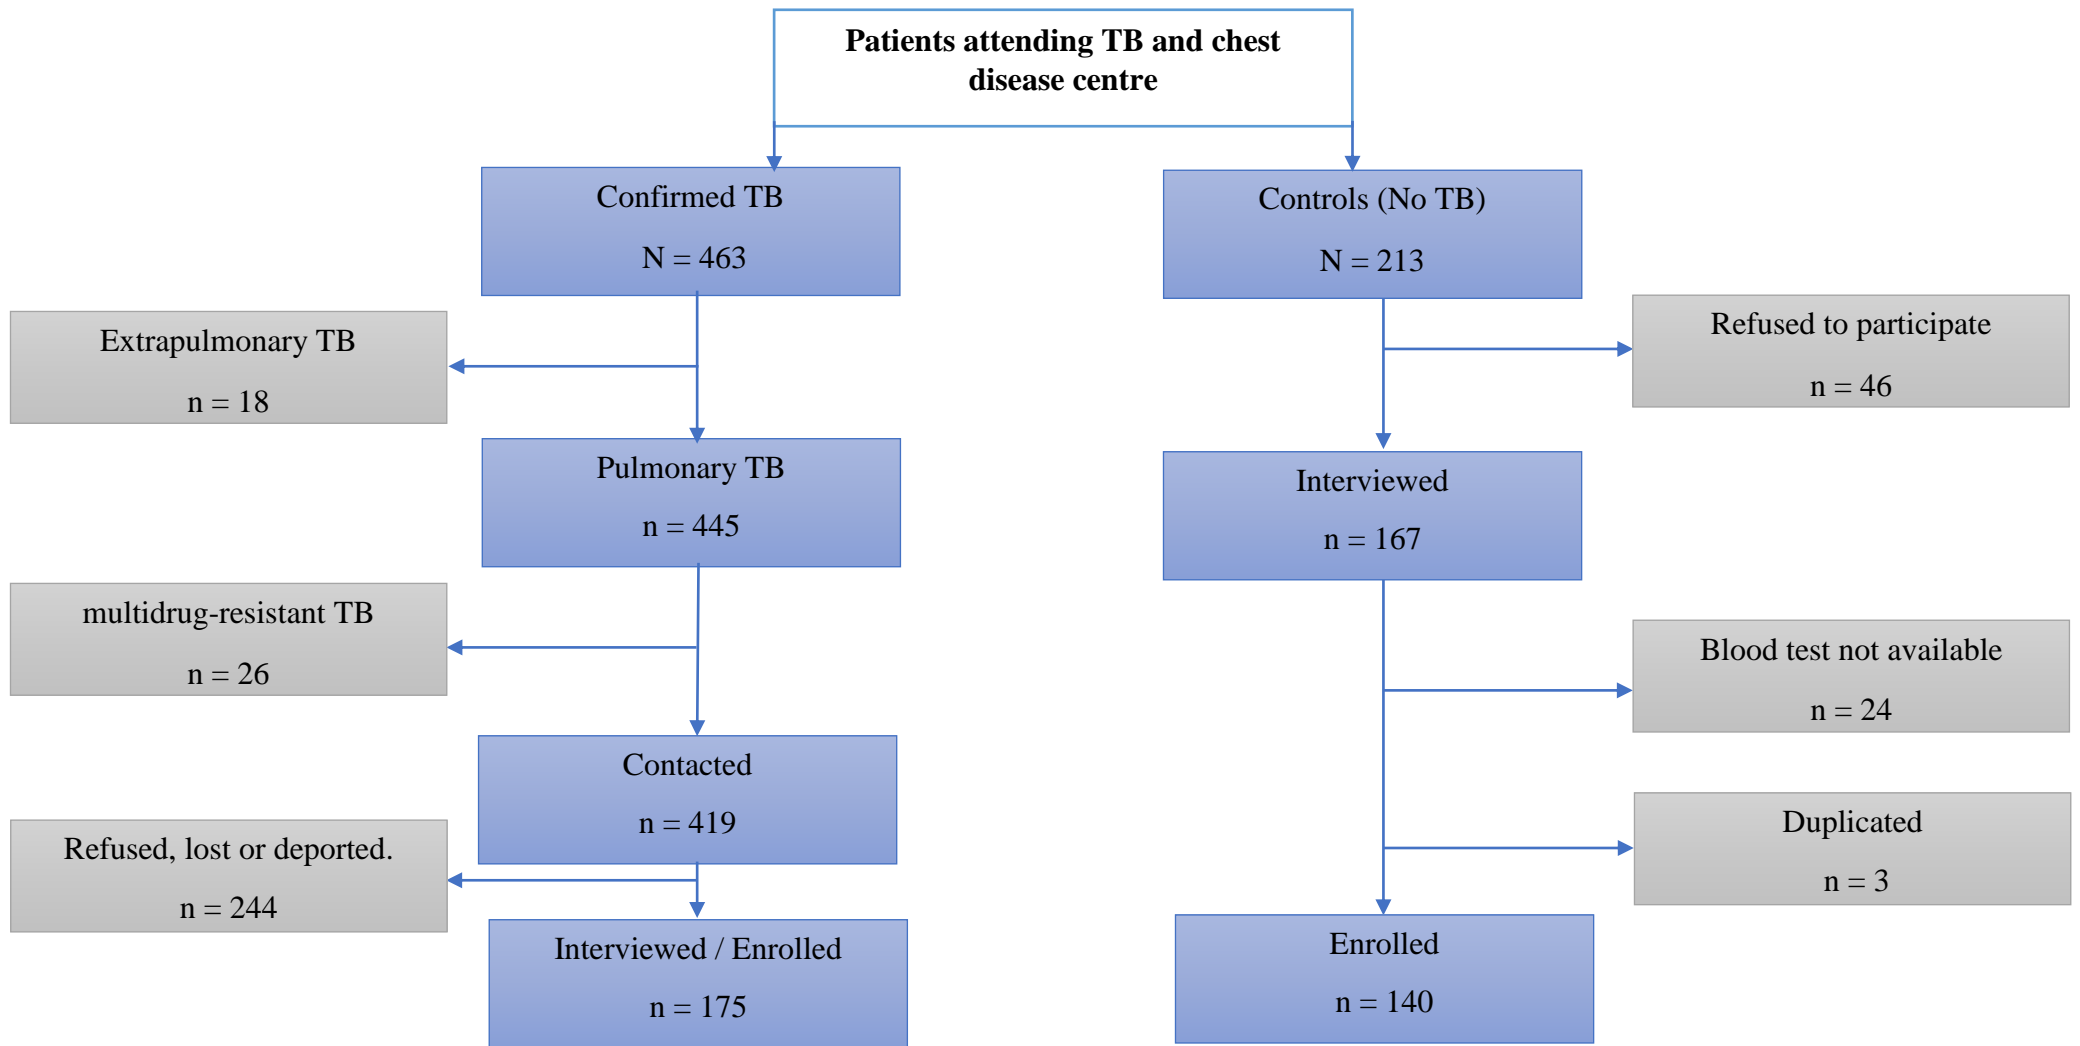 Patients attending TB and chest
disease centre
Confirmed TB
N = 463
Controls (No TB)
N = 213
Extrapulmonary TB
n = 18
Refused to participate
n = 46
Pulmonary TB
n = 445
Interviewed
n = 167
multidrug-resistant TB
n = 26
Blood test not available
n = 24
Contacted
n = 419
Duplicated
n = 3
Refused, lost or deported.
n = 244
Interviewed / Enrolled
n = 175
Enrolled
n = 140